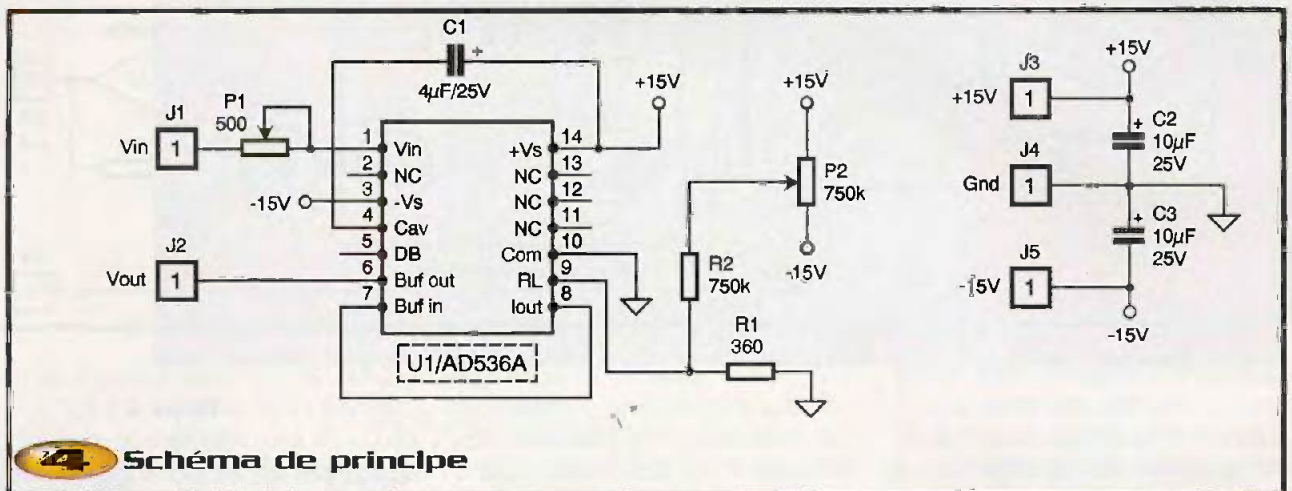 C1
+
4µF/25V
J1
Vin
1
P1
500
J2
Vout
1
-15V
1
2
3
4
5
6
7
Vin
NC
-Vs
Cav
DB
Buf out
Buf in
+Vs
NC
NC
NC
Com
RL
Iout
14
13
12
11
10
9
8
U1/AD536A
+15V
+15V
P2
750k
-15V
R2
750k
R1
360
J3
+15V
1
+15V
+ C2
10µF
25V
J4
Gnd
1
+ C3
10µF
25V
J5
-15V
1
-15V
4 Schéma de principe